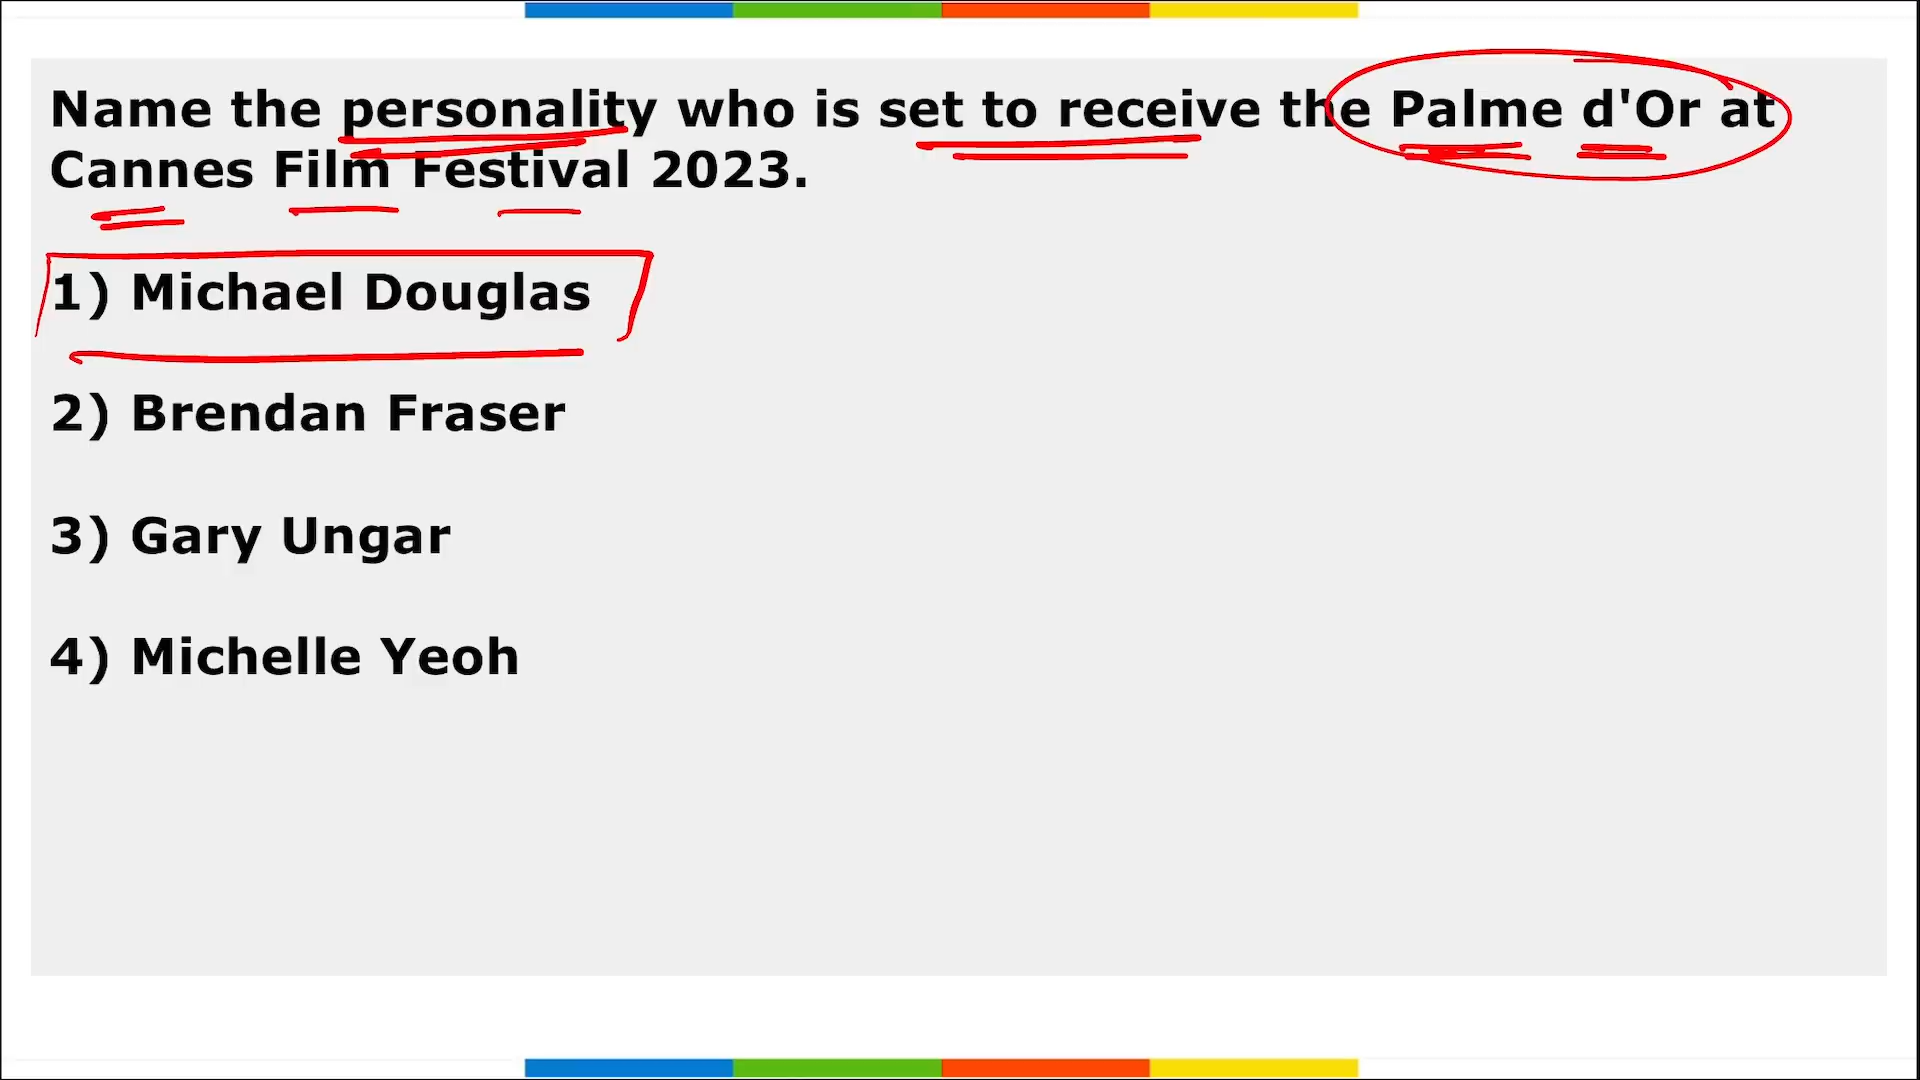 Name the personality who is set to receive the Palme d'Or at
Cannes Film Festival 2023.
1) Michael Douglas
2) Brendan Fraser
3) Gary Ungar
4) Michelle Yeoh